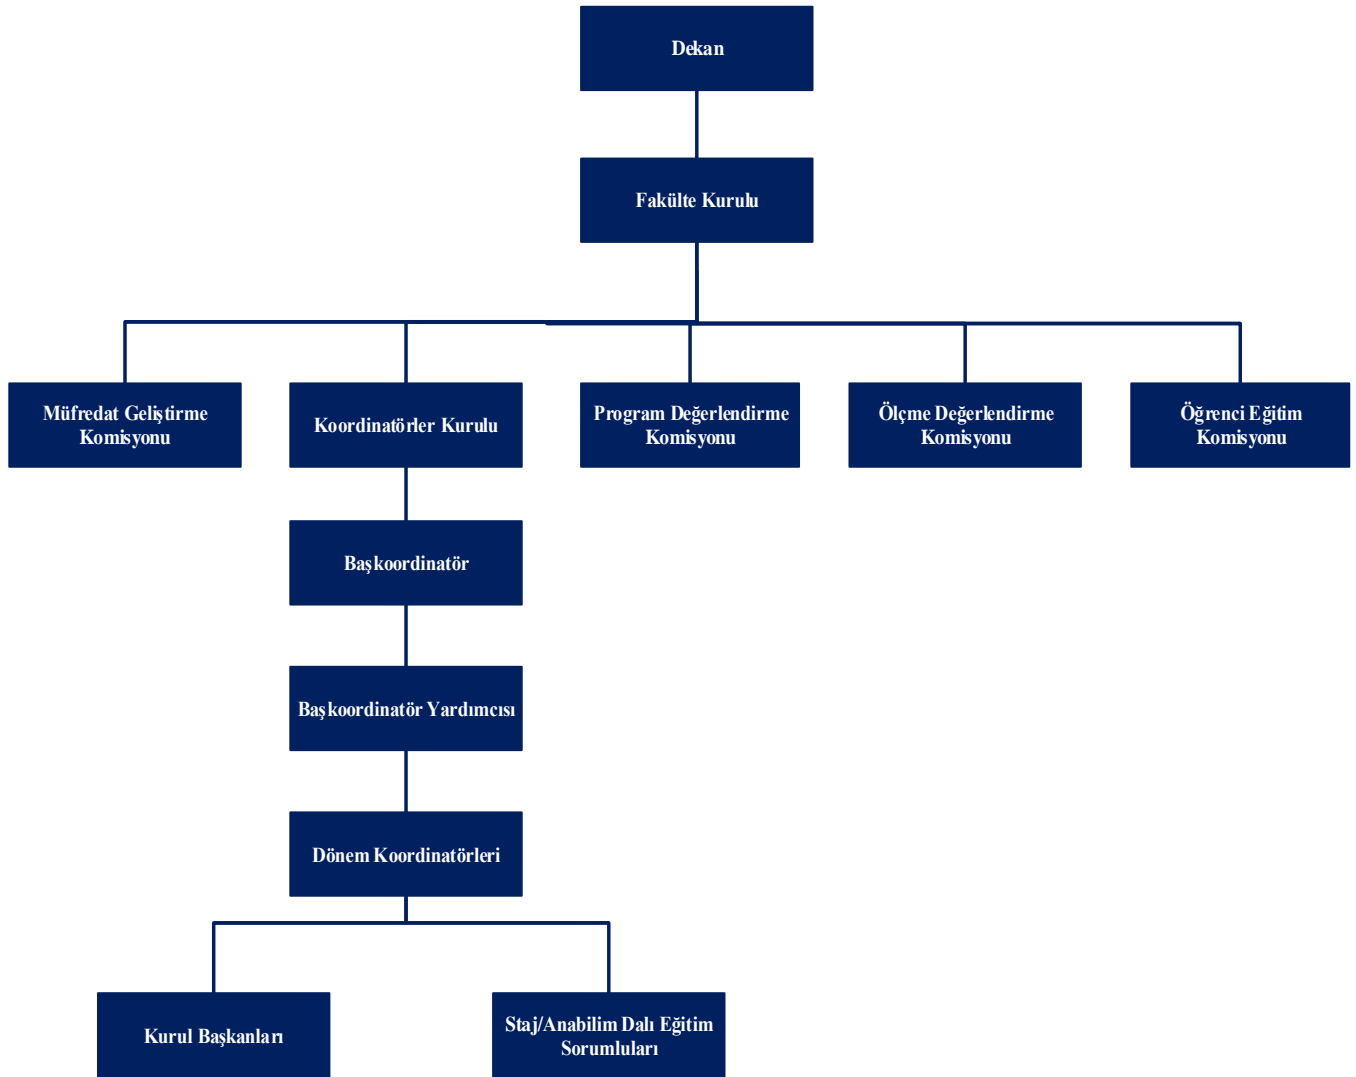 Dekan
Fakülte Kurulu
Müfredat Geliştirme
Komisyonu
Koordinatörler Kurulu
Program Değerlendirme
Komisyonu
Ölçme Değerlendirme
Komisyonu
Öğrenci Eğitim
Komisyonu
Başkoordinatör
Başkoordinatör Yardımcısı
Dönem Koordinatörleri
Kurul Başkanları
Staj/Anabilim Dalı Eğitim
Sorumluları